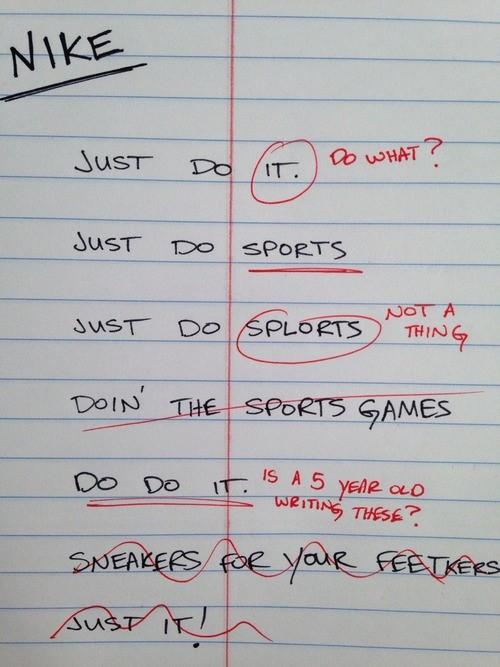 NIKE
JUST DO IT. DO WHAT?
JUST DO SPORTS
JUST DO SPLORTS NOT A
THING
DOIN' THE SPORTS GAMES
DO DO IT. IS A 5 YEAR OLD
WRITING THESE?
SNEAKERS FOR YOUR FEETKERS
JUST IT!